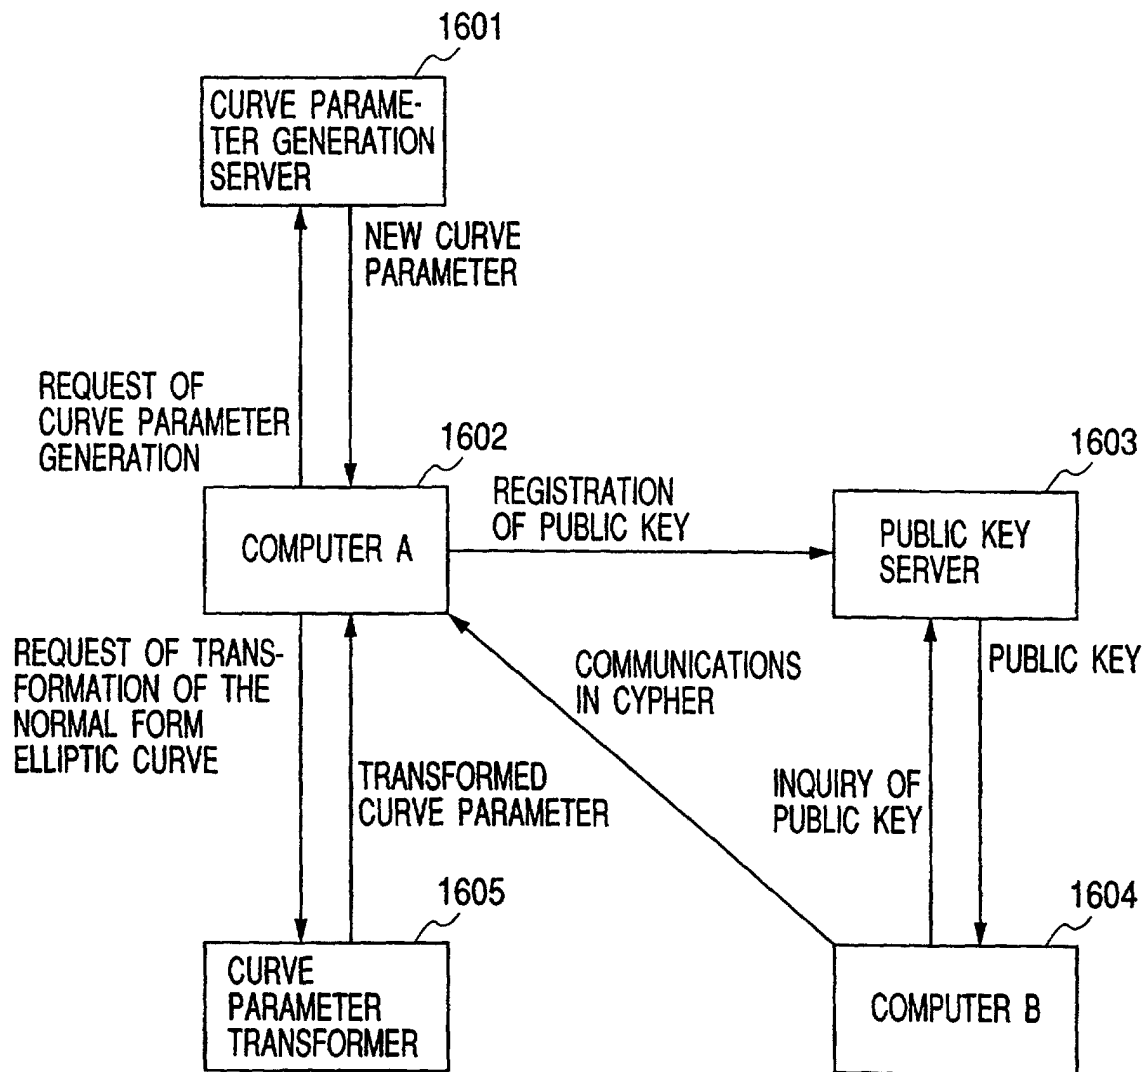 1601
CURVE PARAME-
TER GENERATION
SERVER
NEW CURVE
PARAMETER
REQUEST OF
CURVE PARAMETER
GENERATION
1602
COMPUTER A
REGISTRATION
OF PUBLIC KEY
1603
PUBLIC KEY
SERVER
REQUEST OF TRANS-
FORMATION OF THE
NORMAL FORM
ELLIPTIC CURVE
TRANSFORMED
CURVE PARAMETER
COMMUNICATIONS
IN CYPHER
PUBLIC KEY
INQUIRY OF
PUBLIC KEY
1605
CURVE
PARAMETER
TRANSFORMER
1604
COMPUTER B